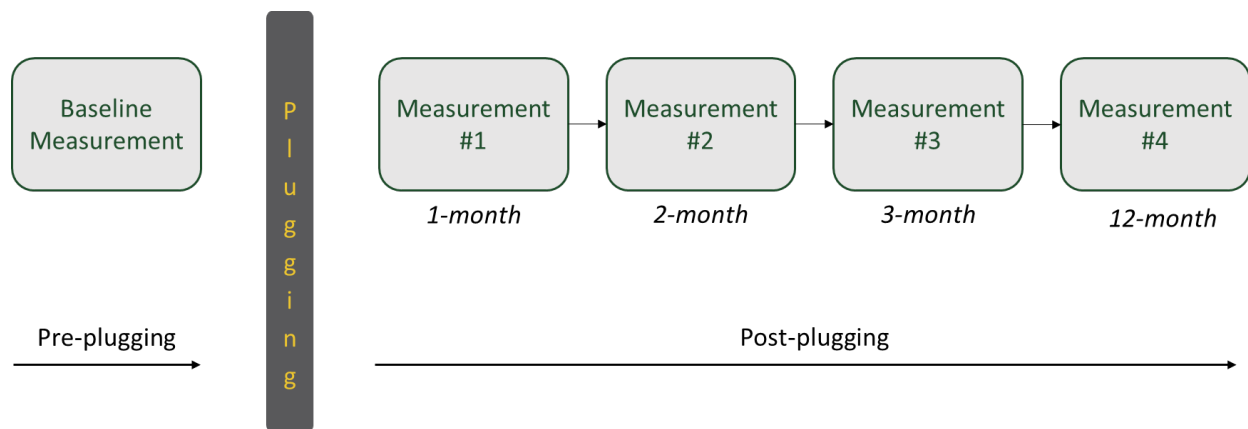 Baseline
Measurement
Plugging
Measurement
#1
Measurement
#2
Measurement
#3
Measurement
#4
1-month
2-month
3-month
12-month
Pre-plugging
Post-plugging